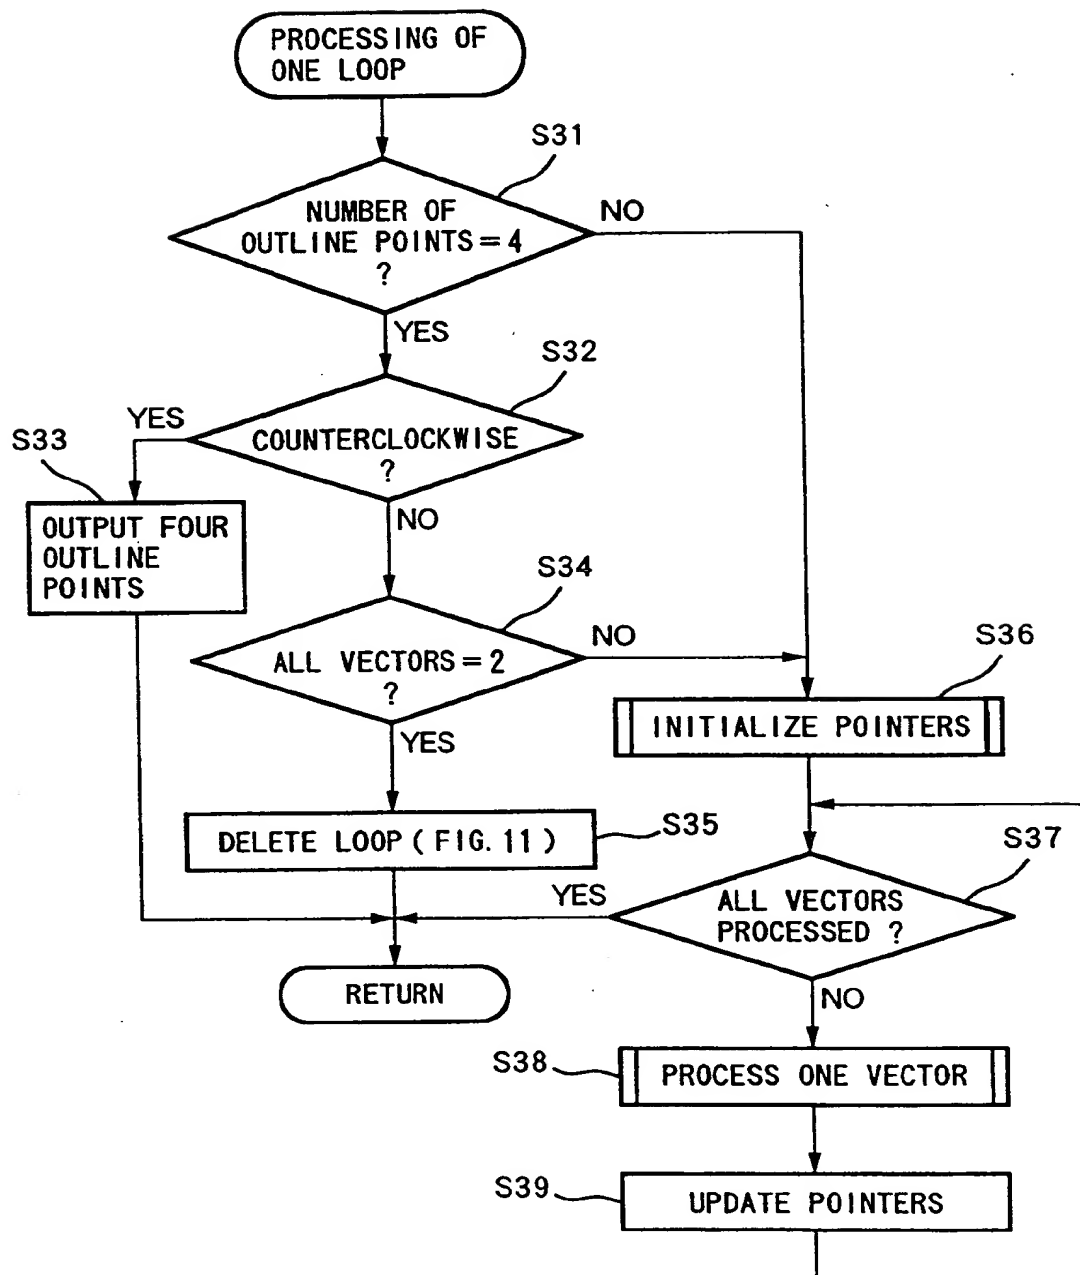 PROCESSING OF
ONE LOOP
S31
NUMBER OF
OUTLINE POINTS=4
?
NO
YES
S32
COUNTERCLOCKWISE
?
YES
S33
OUTPUT FOUR
OUTLINE
POINTS
NO
S34
ALL VECTORS=2
?
NO
S36
INITIALIZE POINTERS
YES
DELETE LOOP (FIG. 11)
S35
S37
ALL VECTORS
PROCESSED ?
YES
RETURN
NO
S38
PROCESS ONE VECTOR
S39
UPDATE POINTERS